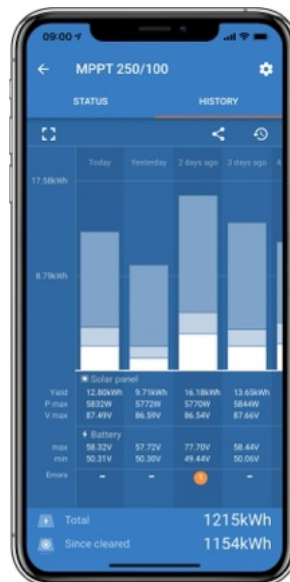 09:00
MPPT 250/100
STATUS HISTORY
Today Yesterday 2 days ago 3 days ago 4
17.58kWh
8.79kWh
Solar panel
Yield 12.80kWh 9.71kWh 16.18kWh 13.65kWh
P max 5832W 5772W 5770W 5844W
V max 87.49V 86.59V 86.54V 87.66V
Battery
max 58.32V 57.72V 77.70V 58.44V
min 50.31V 50.30V 49.44V 50.06V
Errors - - ! -
Total 1215kWh
Since cleared 1154kWh